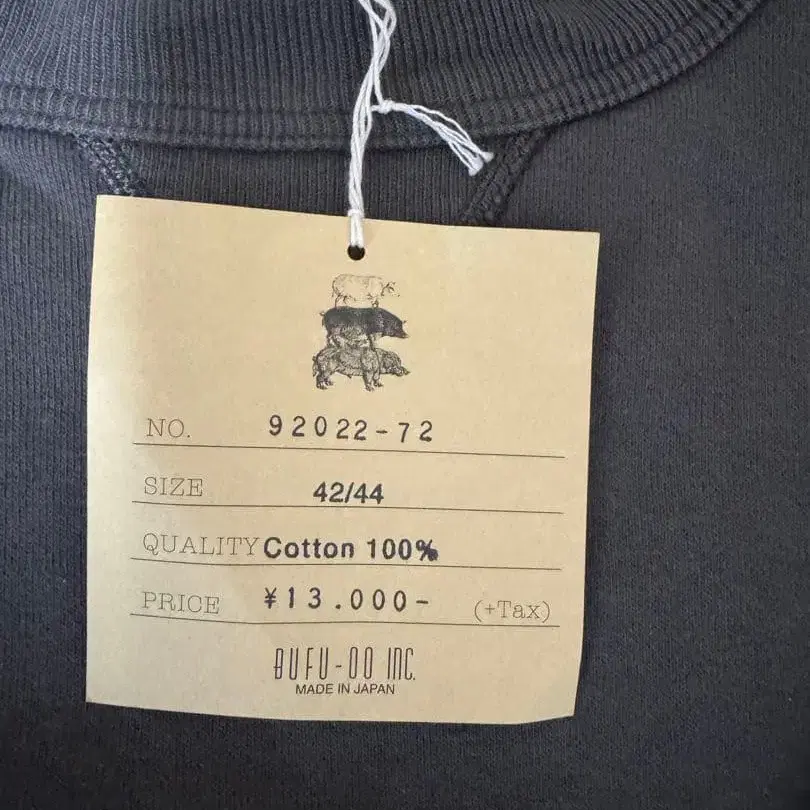 NO. 92022-72
SIZE 42/44
QUALITY Cotton 100%
PRICE ¥13.000- (+Tax)
BUFU-OO INC.
MADE IN JAPAN